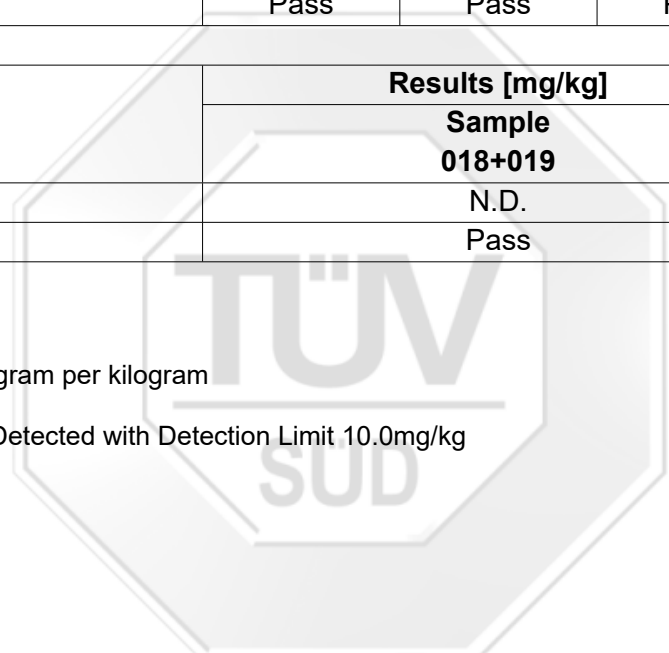 Pass Pass
Results [mg/kg]
Sample
018+019
N.D.
Pass
TÜV
gram per kilogram
Detected with Detection Limit 10.0mg/kg
SÜD